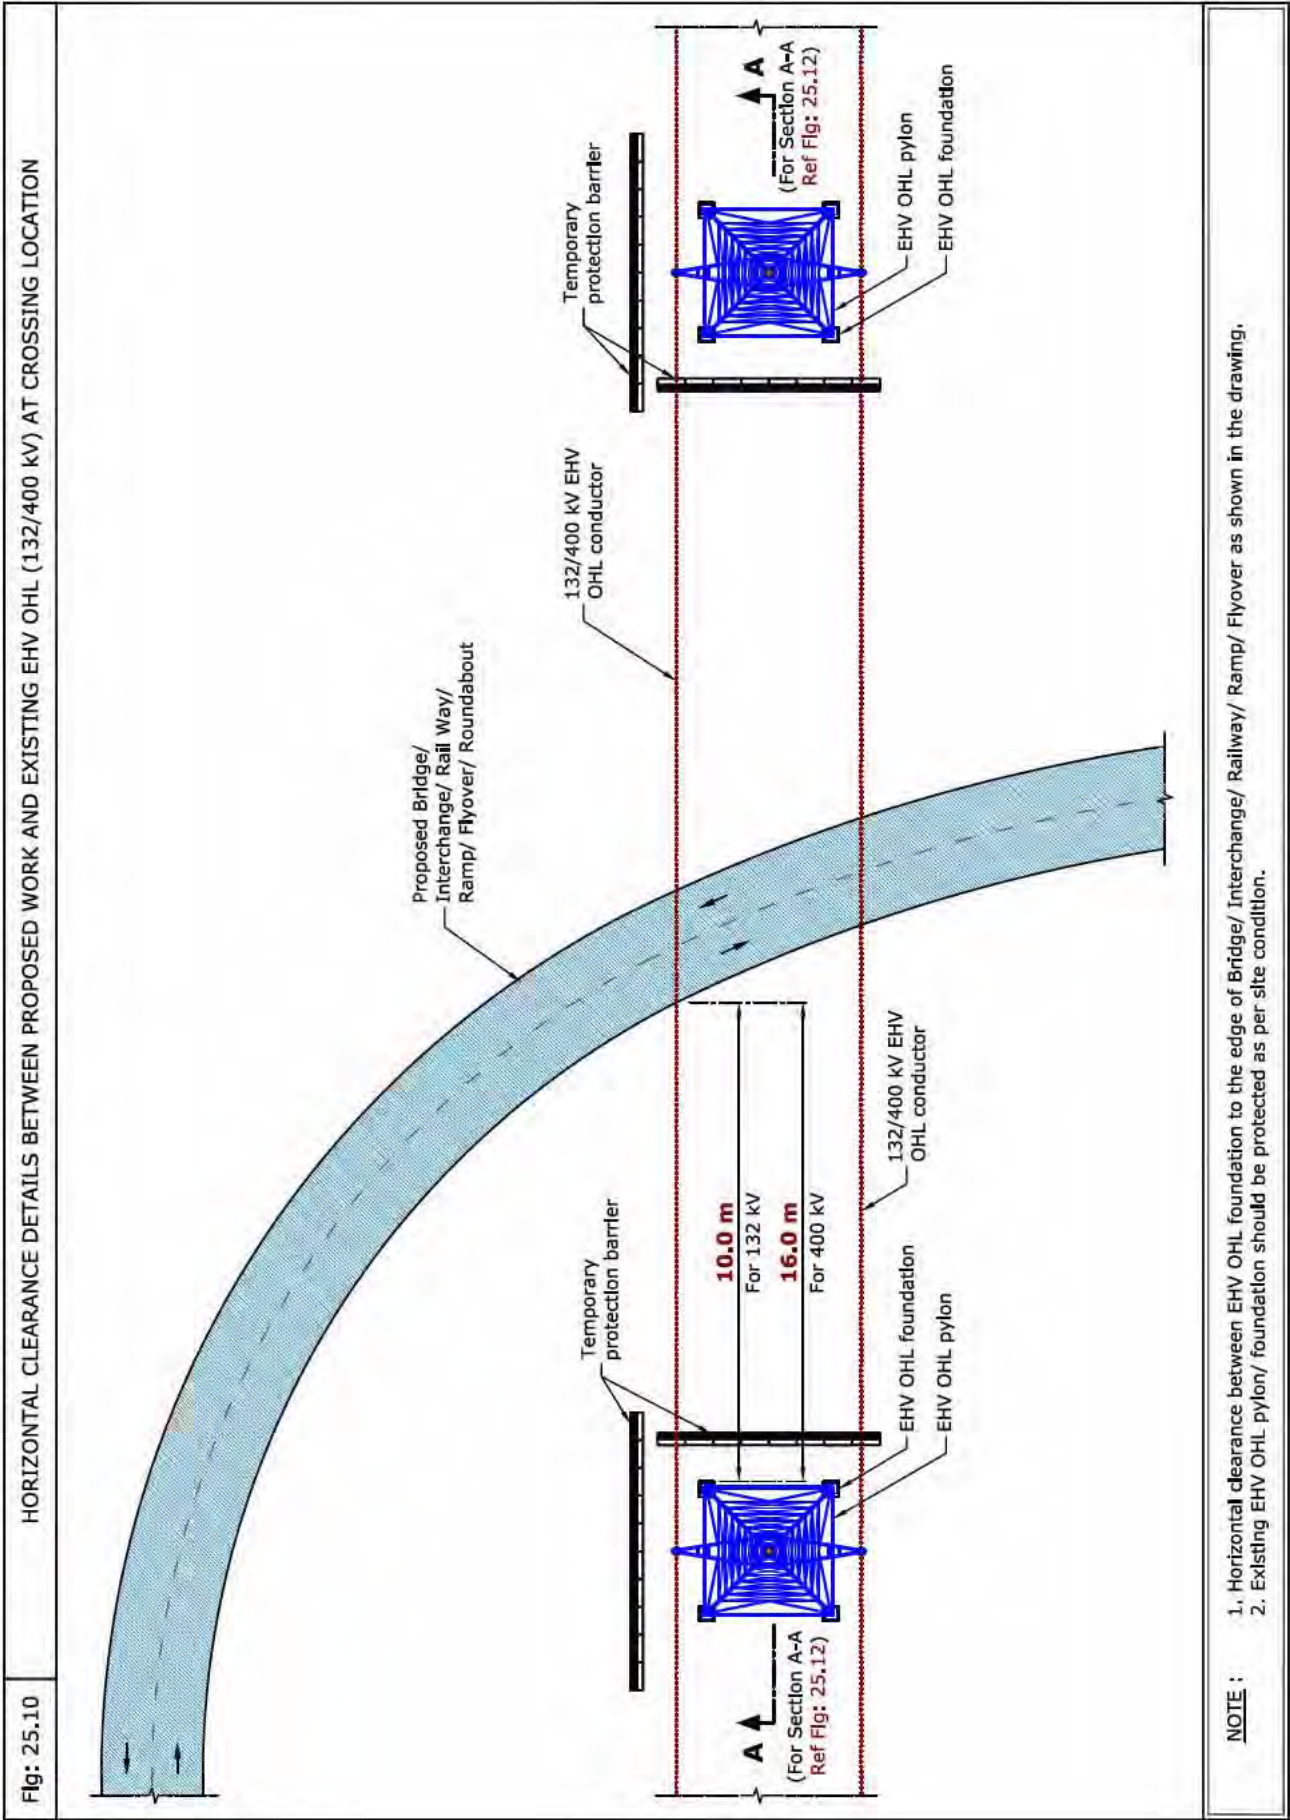 Fig: 25.10
HORIZONTAL CLEARANCE DETAILS BETWEEN PROPOSED WORK AND EXISTING EHV OHL (132/400 kV) AT CROSSING LOCATION
Proposed Bridge/
Interchange/ Rail Way/
Ramp/ Flyover/ Roundabout
132/400 kV EHV
OHL conductor
Temporary
protection barrier
Temporary
protection barrier
A
(For Section A-A
Ref Fig: 25.12)
10.0 m
For 132 kV
16.0 m
For 400 kV
A
(For Section A-A
Ref Fig: 25.12)
EHV OHL foundation
EHV OHL pylon
132/400 kV EHV
OHL conductor
EHV OHL pylon
EHV OHL foundation
NOTE :
1. Horizontal clearance between EHV OHL foundation to the edge of Bridge/ Interchange/ Railway/ Ramp/ Flyover as shown in the drawing.
2. Existing EHV OHL pylon/ foundation should be protected as per site condition.